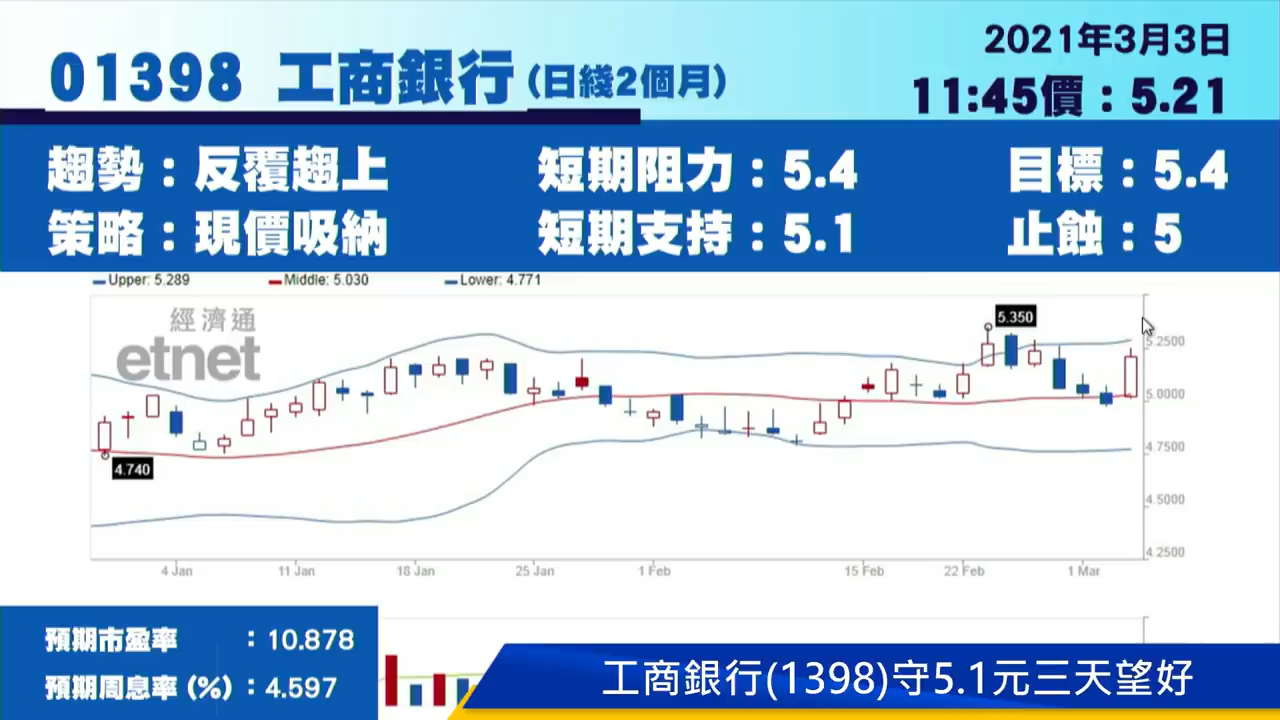 01398 工商銀行(日綫2個月)
2021年3月3日
11:45價：5.21
趨勢：反覆趨上
短期阻力：5.4
目標：5.4
策略：現價吸納
短期支持：5.1
止蝕：5
Upper: 5.289 Middle: 5.030 Lower: 4.771
經濟通
etnet
5.350
4.740
5.2500
5.0000
4.7500
4.5000
4.2500
4 Jan 11 Jan 18 Jan 25 Jan 1 Feb 15 Feb 22 Feb 1 Mar
預期市盈率 ：10.878
預期周息率 (%)：4.597
工商銀行(1398)守5.1元三天望好